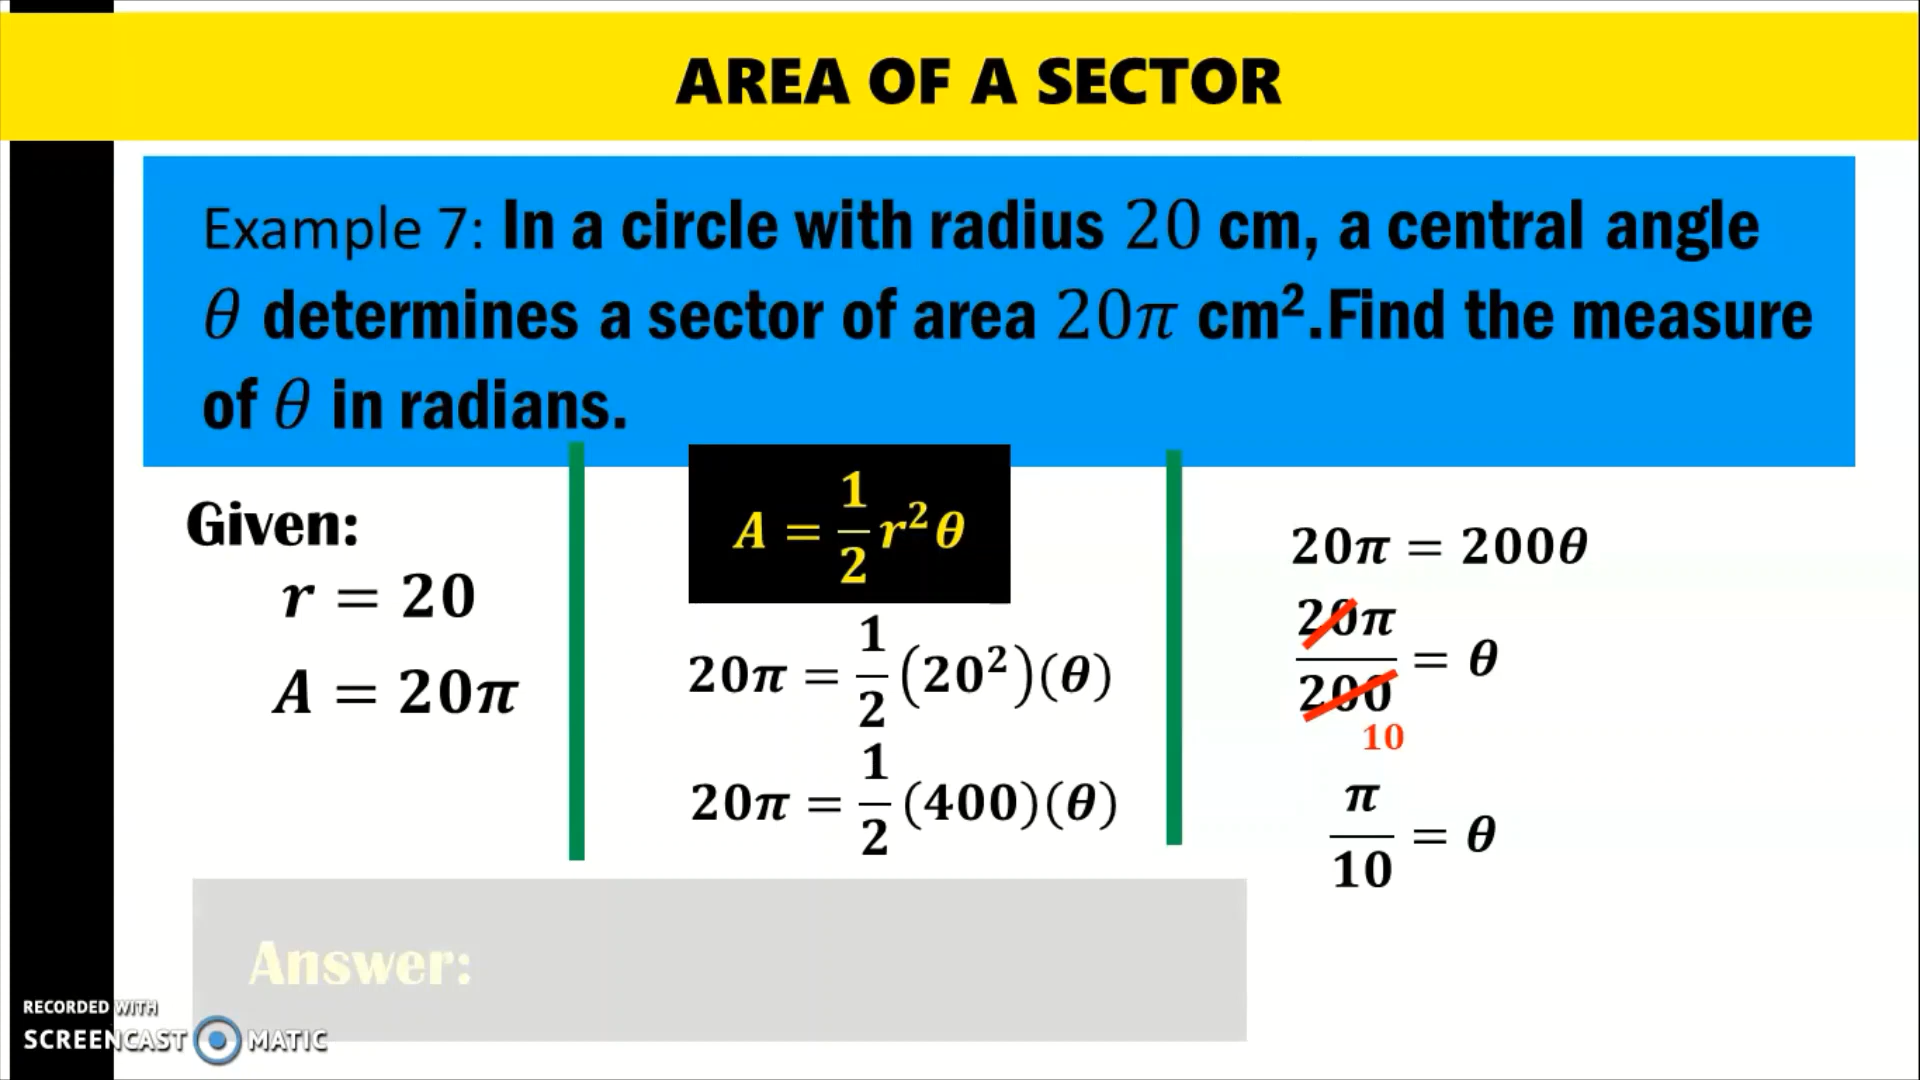 AREA OF A SECTOR
Example 7: In a circle with radius 20 cm, a central angle
θ determines a sector of area 20π cm².Find the measure
of θ in radians.
Given:
r = 20
A = 20π
A = 1/2 r²θ
20π = 1/2 (20²)(θ)
20π = 1/2 (400)(θ)
20π = 200θ
20π/200 = θ
10
π/10 = θ
Answer:
RECORDED WITH
SCREENCAST MATIC